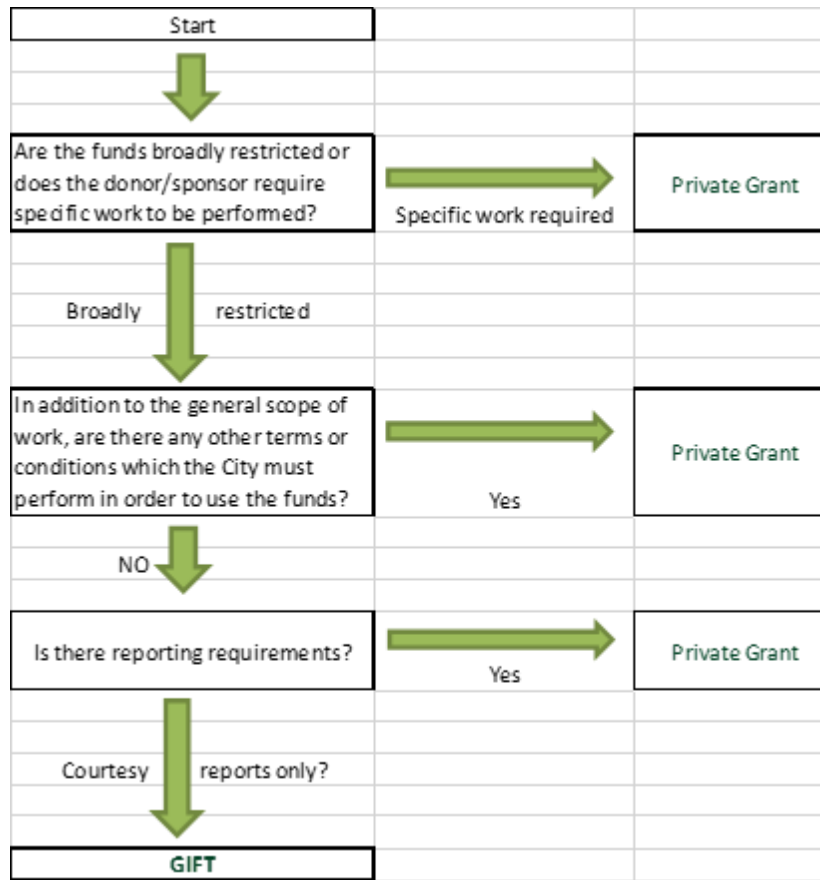 Start
Are the funds broadly restricted or
does the donor/sponsor require
specific work to be performed?
Private Grant
Specific work required
Broadly restricted
In addition to the general scope of
work, are there any other terms or
conditions which the City must
perform in order to use the funds?
Private Grant
Yes
NO
Is there reporting requirements?
Private Grant
Yes
Courtesy reports only?
GIFT